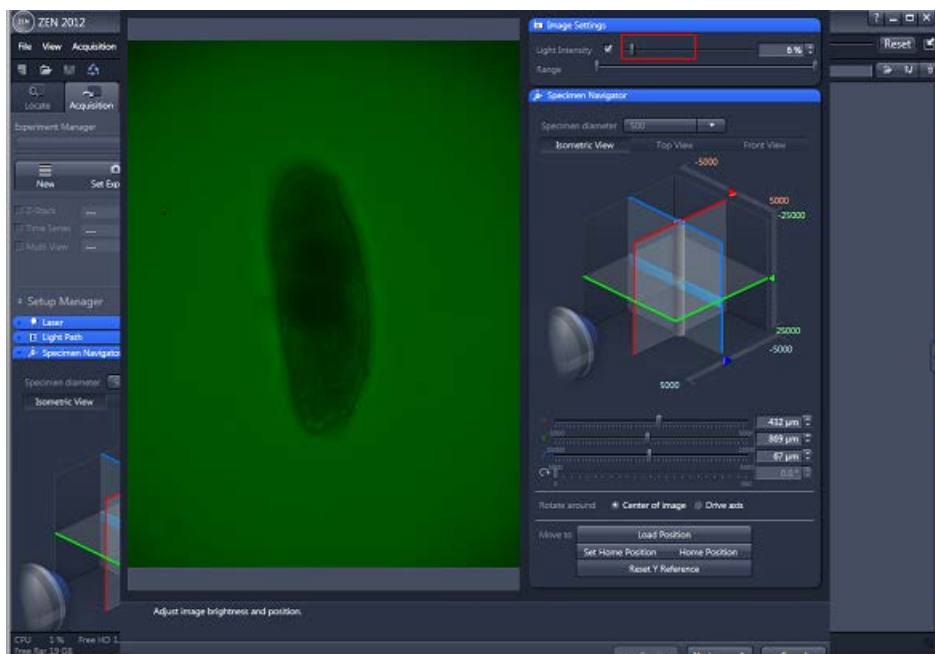 ZEN 2012
File View Acquisition
Reset
Locate Acquisition
Experiment Manager
New Set Exp
Z-Stack
Time Series
Multi View
Setup Manager
Laser
Light Path
Specimen Navigator
Specimen diameter
Isometric View
CPU 1 % Free HD 1
Image Settings
Light Intensity 6 %
Range
Specimen Navigator
Specimen diameter 500
Isometric View Top View Front View
-5000
5000
-25000
25000
-5000
5000
432 µm
869 µm
67 µm
Rotate around Center of image Drive axis
Move to Load Position
Set Home Position Home Position
Reset Y Reference
Adjust image brightness and position.